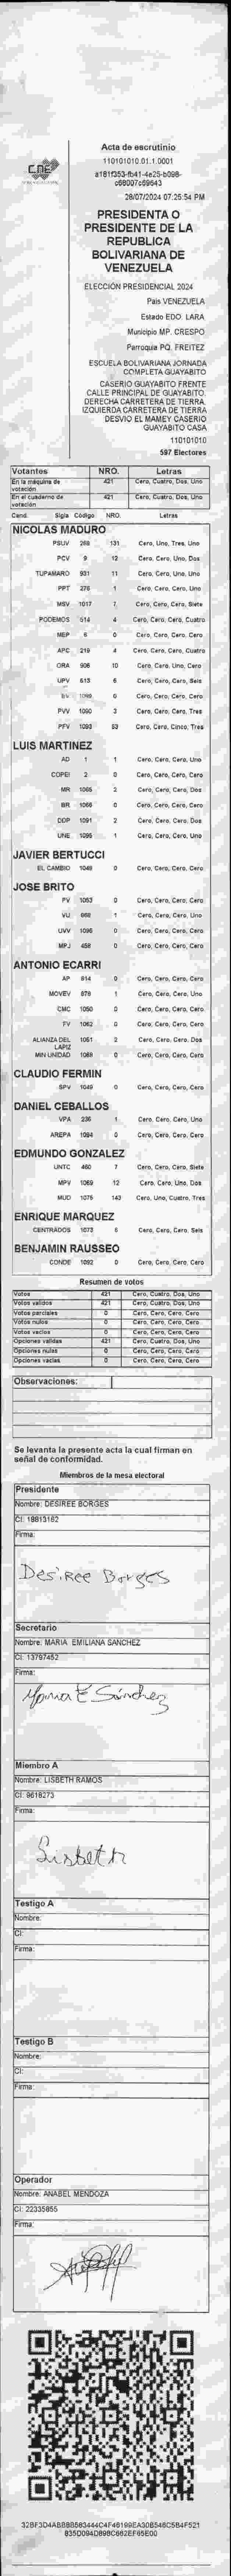 Acta de escrutinio
110101010.01.1.0001
28/07/2024 07:25:54 PM
PRESIDENTA O
PRESIDENTE DE LA
REPUBLICA
BOLIVARIANA DE
VENEZUELA
CNE
ELECCIÓN PRESIDENCIAL 2024
País VENEZUELA
Estado EDO. LARA
Municipio MP. CRESPO
Parroquia PQ. FREITEZ
ESCUELA BOLIVARIANA JORNADA
COMPLETA GUAYABITO
CASERIO GUAYABITO FRENTE
CALLE PRINCIPAL DE GUAYABITO.
DERECHA CARRETERA DE TIERRA.
IZQUIERDA CARRETERA DE TIERRA
DESVIO EL MAMEY CASERIO
GUAYABITO CASA
110101010
597 Electores
Votantes NRO. Letras
En la máquina de votación 421 Cero, Cuatro, Dos, Uno
En el cuaderno de votación 421 Cero, Cuatro, Dos, Uno
Cand. Sigla Código NRO. Letras
NICOLAS MADURO
PSUV 268 131 Cero, Uno, Tres, Uno
PCV 9 12 Cero, Cero, Uno, Dos
TUPAMARO 931 11 Cero, Cero, Uno, Uno
PPT 276 1 Cero, Cero, Cero, Uno
MSV 1017 7 Cero, Cero, Cero, Siete
PODEMOS 514 4 Cero, Cero, Cero, Cuatro
MEP 6 0 Cero, Cero, Cero, Cero
APC 219 4 Cero, Cero, Cero, Cuatro
ORA 906 10 Cero, Cero, Uno, Cero
UPV 613 6 Cero, Cero, Cero, Seis
EV 1089 0 Cero, Cero, Cero, Cero
PVV 1090 3 Cero, Cero, Cero, Tres
PFV 1093 53 Cero, Cero, Cinco, Tres
LUIS MARTINEZ
AD 1 1 Cero, Cero, Cero, Uno
COPEI 2 0 Cero, Cero, Cero, Cero
MR 1065 2 Cero, Cero, Cero, Dos
BR 1066 0 Cero, Cero, Cero, Cero
DDP 1091 2 Cero, Cero, Cero, Dos
UNE 1095 1 Cero, Cero, Cero, Uno
JAVIER BERTUCCI
EL CAMBIO 1048 0 Cero, Cero, Cero, Cero
JOSE BRITO
PV 1053 0 Cero, Cero, Cero, Cero
VU 868 1 Cero, Cero, Cero, Uno
UVV 1096 0 Cero, Cero, Cero, Cero
MPJ 458 0 Cero, Cero, Cero, Cero
ANTONIO ECARRI
AP 914 0 Cero, Cero, Cero, Cero
MOVEV 879 1 Cero, Cero, Cero, Uno
CMC 1050 0 Cero, Cero, Cero, Cero
FV 1062 0 Cero, Cero, Cero, Cero
ALIANZA DEL LAPIZ 1051 2 Cero, Cero, Cero, Dos
MIN UNIDAD 1088 0 Cero, Cero, Cero, Cero
CLAUDIO FERMIN
SPV 1049 0 Cero, Cero, Cero, Cero
DANIEL CEBALLOS
VPA 236 1 Cero, Cero, Cero, Uno
AREPA 1094 0 Cero, Cero, Cero, Cero
EDMUNDO GONZALEZ
UNTC 460 7 Cero, Cero, Cero, Siete
MPV 1069 12 Cero, Cero, Uno, Dos
MUD 1075 143 Cero, Uno, Cuatro, Tres
ENRIQUE MARQUEZ
CENTRADOS 1073 6 Cero, Cero, Cero, Seis
BENJAMIN RAUSSEO
CONDE 1092 0 Cero, Cero, Cero, Cero
Resumen de votos
Votos 421 Cero, Cuatro, Dos, Uno
Votos validos 421 Cero, Cuatro, Dos, Uno
Votos parciales 0 Cero, Cero, Cero, Cero
Votos nulos 0 Cero, Cero, Cero, Cero
Votos vacíos 0 Cero, Cero, Cero, Cero
Opciones validas 421 Cero, Cuatro, Dos, Uno
Opciones nulas 0 Cero, Cero, Cero, Cero
Opciones vacías 0 Cero, Cero, Cero, Cero
Observaciones:
Se levanta la presente acta la cual firman en
señal de conformidad.
Miembros de la mesa electoral
Presidente
Nombre: DESIREE BORGES
CI: 18813162
Firma:
Desiree Borges
Secretario
Nombre: MARIA EMILIANA SANCHEZ
CI: 13797452
Firma:
Maria E Sánchez
Miembro A
Nombre: LISBETH RAMOS
CI: 9618273
Firma:
Lisbeth
Testigo A
Nombre:
CI:
Firma:
Testigo B
Nombre:
CI:
Firma:
Operador
Nombre: ANABEL MENDOZA
CI: 22335855
Firma: